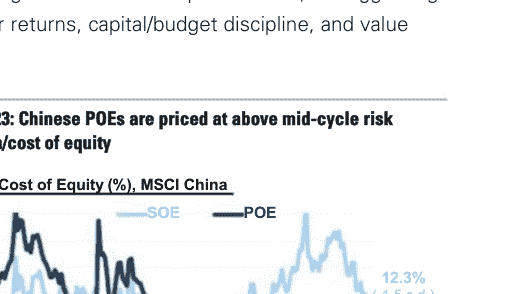 r returns, capital/budget discipline, and value
23: Chinese POEs are priced at above mid-cycle risk
/cost of equity
Cost of Equity (%), MSCI China
SOE POE
12.3%